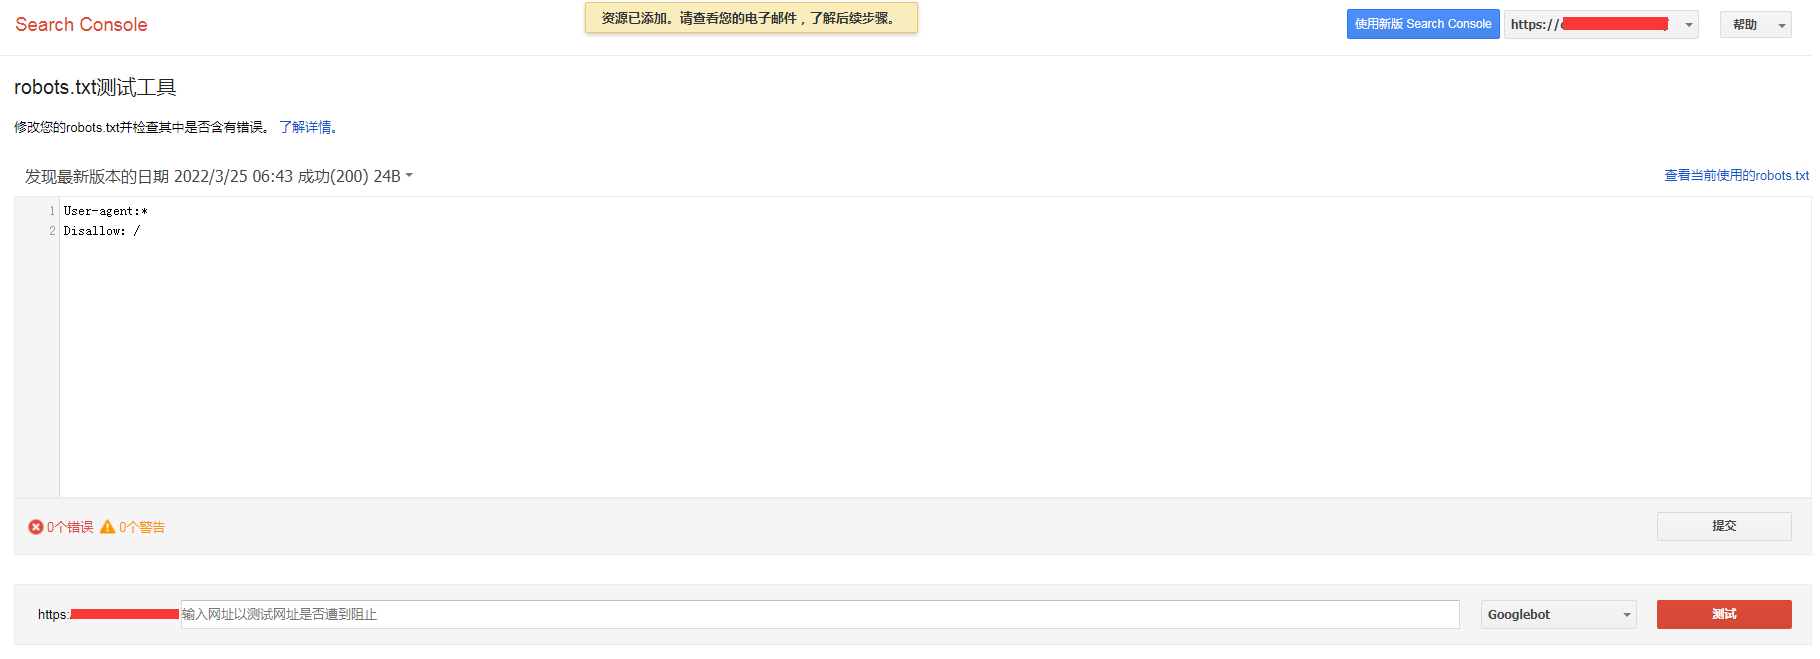 Search Console
资源已添加。请查看您的电子邮件，了解后续步骤。
使用新版 Search Console
https://
帮助
robots.txt测试工具
修改您的robots.txt并检查其中是否含有错误。 了解详情。
发现最新版本的日期 2022/3/25 06:43 成功(200) 24B
查看当前使用的robots.txt
1 User-agent:*
2 Disallow: /
0个错误 0个警告
提交
https:
输入网址以测试网址是否遭到阻止
Googlebot
测试